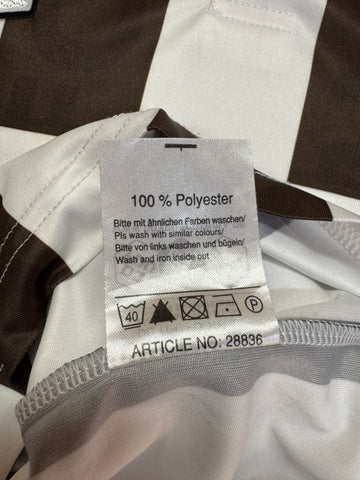 100 % Polyester
Bitte mit ähnlichen Farben waschen/
Pls wash with similar colours/
Bitte von links waschen und bügeln/
Wash and iron inside out
40 P
ARTICLE NO: 28836